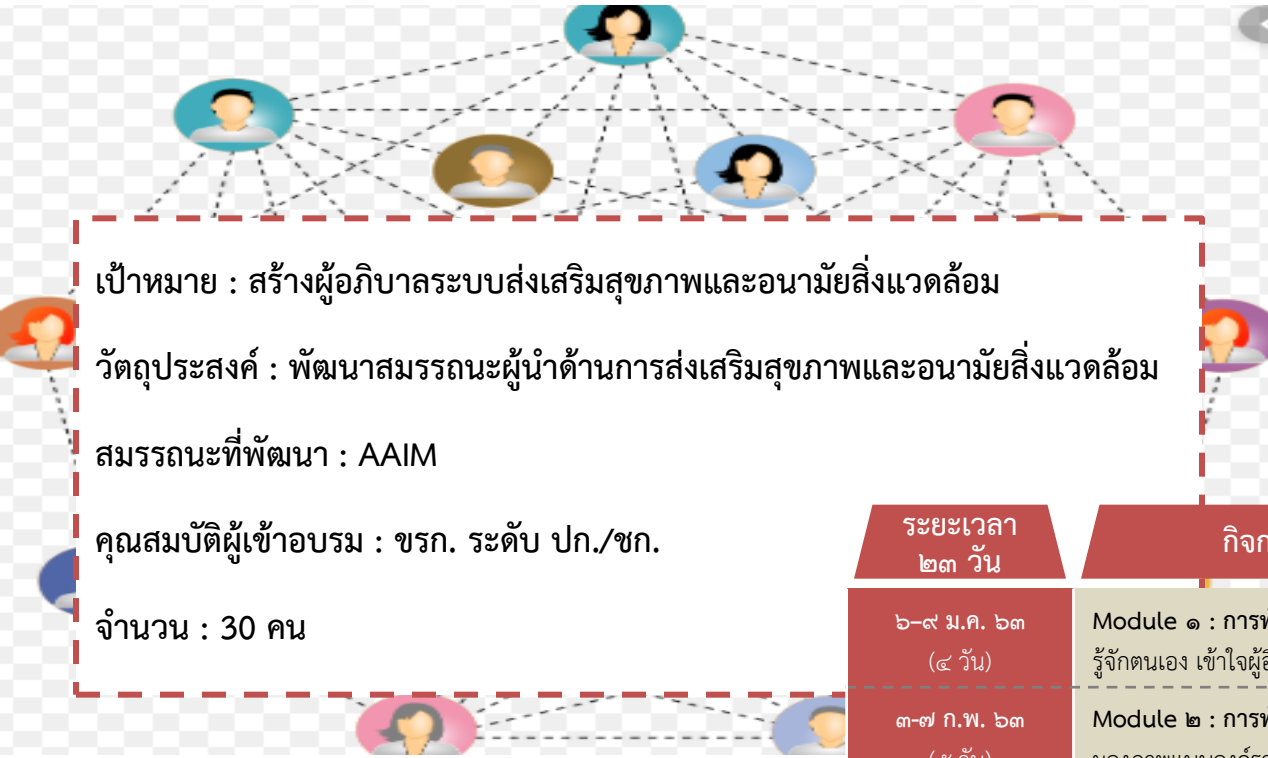 เป้าหมาย : สร้างผู้อภิบาลระบบส่งเสริมสุขภาพและอนามัยสิ่งแวดล้อม
วัตถุประสงค์ : พัฒนาสมรรถนะผู้นำด้านการส่งเสริมสุขภาพและอนามัยสิ่งแวดล้อม
สมรรถนะที่พัฒนา : AAIM
คุณสมบัติผู้เข้าอบรม : ขรก. ระดับ ปก./ชก.
จำนวน : 30 คน
ระยะเวลา
๒๓ วัน
๖–๙ ม.ค. ๖๓
(๔ วัน)
Module ๑ :
รู้จักตนเอง
๓-๗ ก.พ. ๖๓
Module ๒ :